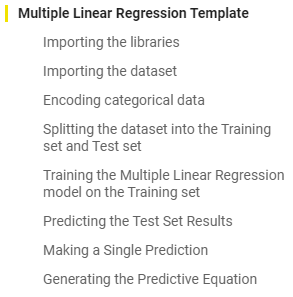 Multiple Linear Regression Template
Importing the libraries
Importing the dataset
Encoding categorical data
Splitting the dataset into the Training
set and Test set
Training the Multiple Linear Regression
model on the Training set
Predicting the Test Set Results
Making a Single Prediction
Generating the Predictive Equation